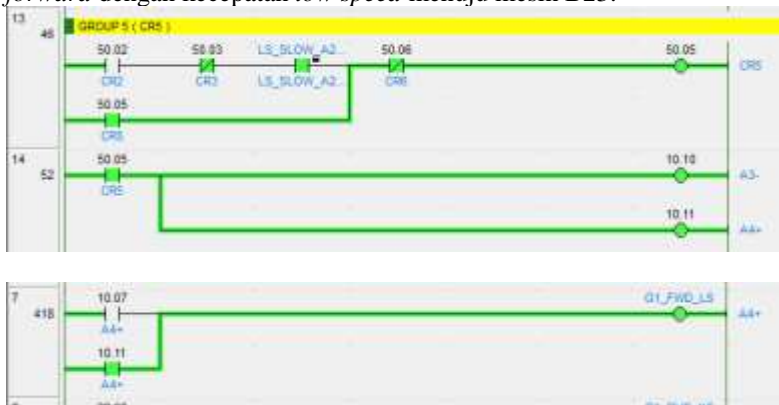 forward dengan kecepatan low speed menuju mesin B25.
13
46
GROUP 5 ( CR5 )
50.02 50.03 LS_SLOW_A2... 50.06 50.05
CR2 CR3 LS_SLOW_A2... CR6 CR5
50.05
CR5
14
52
50.05 10.10
CR5 A3-
10.11
A4+
7
418
10.07 G1_FWD_LS
A4+ A4+
10.11
A4+